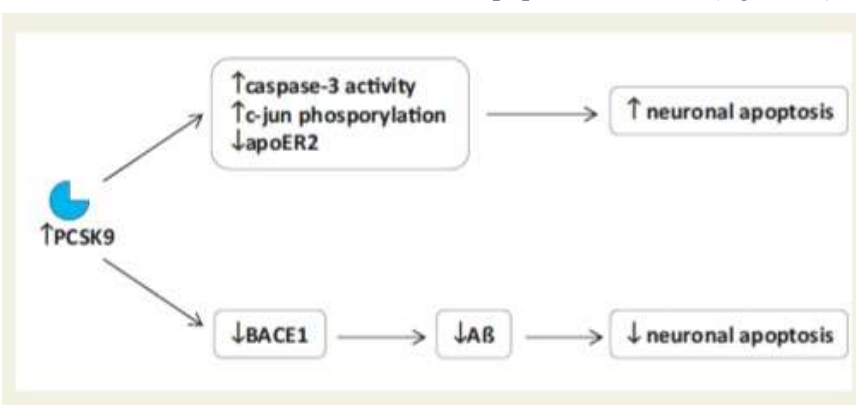 ↑caspase-3 activity
↑c-jun phosporylation
↓apoER2
↑ neuronal apoptosis
↑PCSK9
↓BACE1
↓Aß
↓ neuronal apoptosis